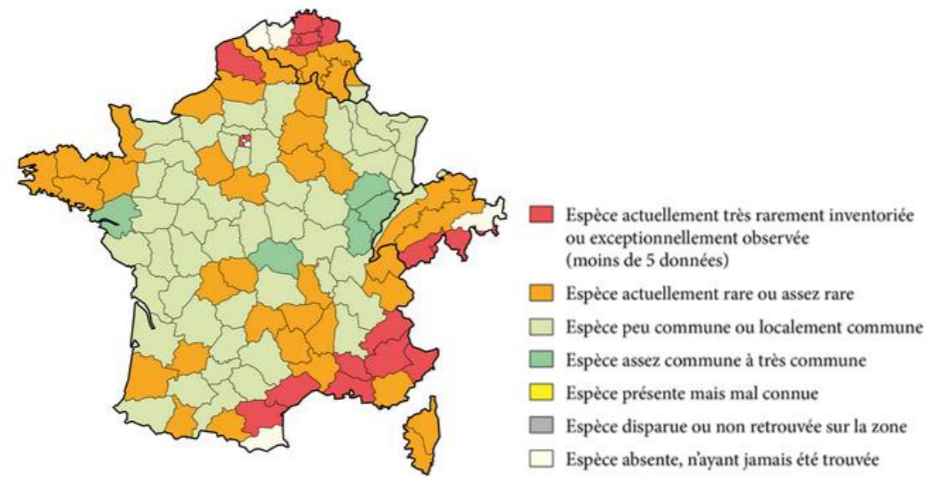 Espèce actuellement très rarement inventoriée
ou exceptionnellement observée
(moins de 5 données)
Espèce actuellement rare ou assez rare
Espèce peu commune ou localement commune
Espèce assez commune à très commune
Espèce présente mais mal connue
Espèce disparue ou non retrouvée sur la zone
Espèce absente, n'ayant jamais été trouvée